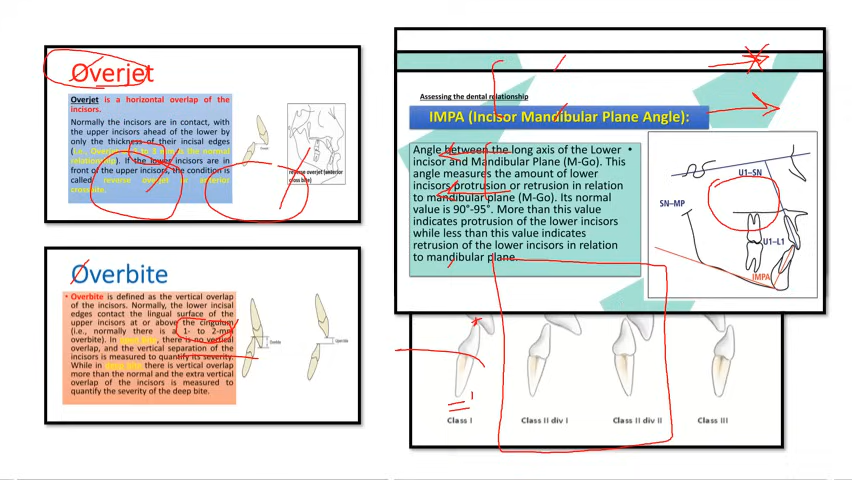 Overjet
Overjet is a horizontal overlap of the
incisors.
Normally the incisors are in contact, with
the upper incisors ahead of the lower by
only the thickness of their incisal edges
(i.e., Overjet
relationship). If the lower incisors are in
front of the upper incisors, the condition is
called reverse overjet or anterior
crossbite.
reverse overjet (anterior
cross bite)
Overbite
• Overbite is defined as the vertical overlap
of the incisors. Normally, the lower incisal
edges contact the lingual surface of the
upper incisors at or above the cingulum
(i.e., normally there is a 1- to 2-mm
overbite). In there is no vertical
overlap, and the vertical separation of the
incisors is measured to quantify its severity.
While in there is vertical overlap
more than the normal and the extra vertical
overlap of the incisors is measured to
quantify the severity of the deep bite.
Overbite
Open bite
Assessing the dental relationship
IMPA (Incisor Mandibular Plane Angle):
Angle between the long axis of the Lower •
incisor and Mandibular Plane (M-Go). This
angle measures the amount of lower
incisors protrusion or retrusion in relation
to mandibular plane (M-Go). Its normal
value is 90°-95°. More than this value
indicates protrusion of the lower incisors
while less than this value indicates
retrusion of the lower incisors in relation
to mandibular plane.
U1–SN
SN–MP
U1–L1
IMPA
Class I
Class II div I
Class II div II
Class III